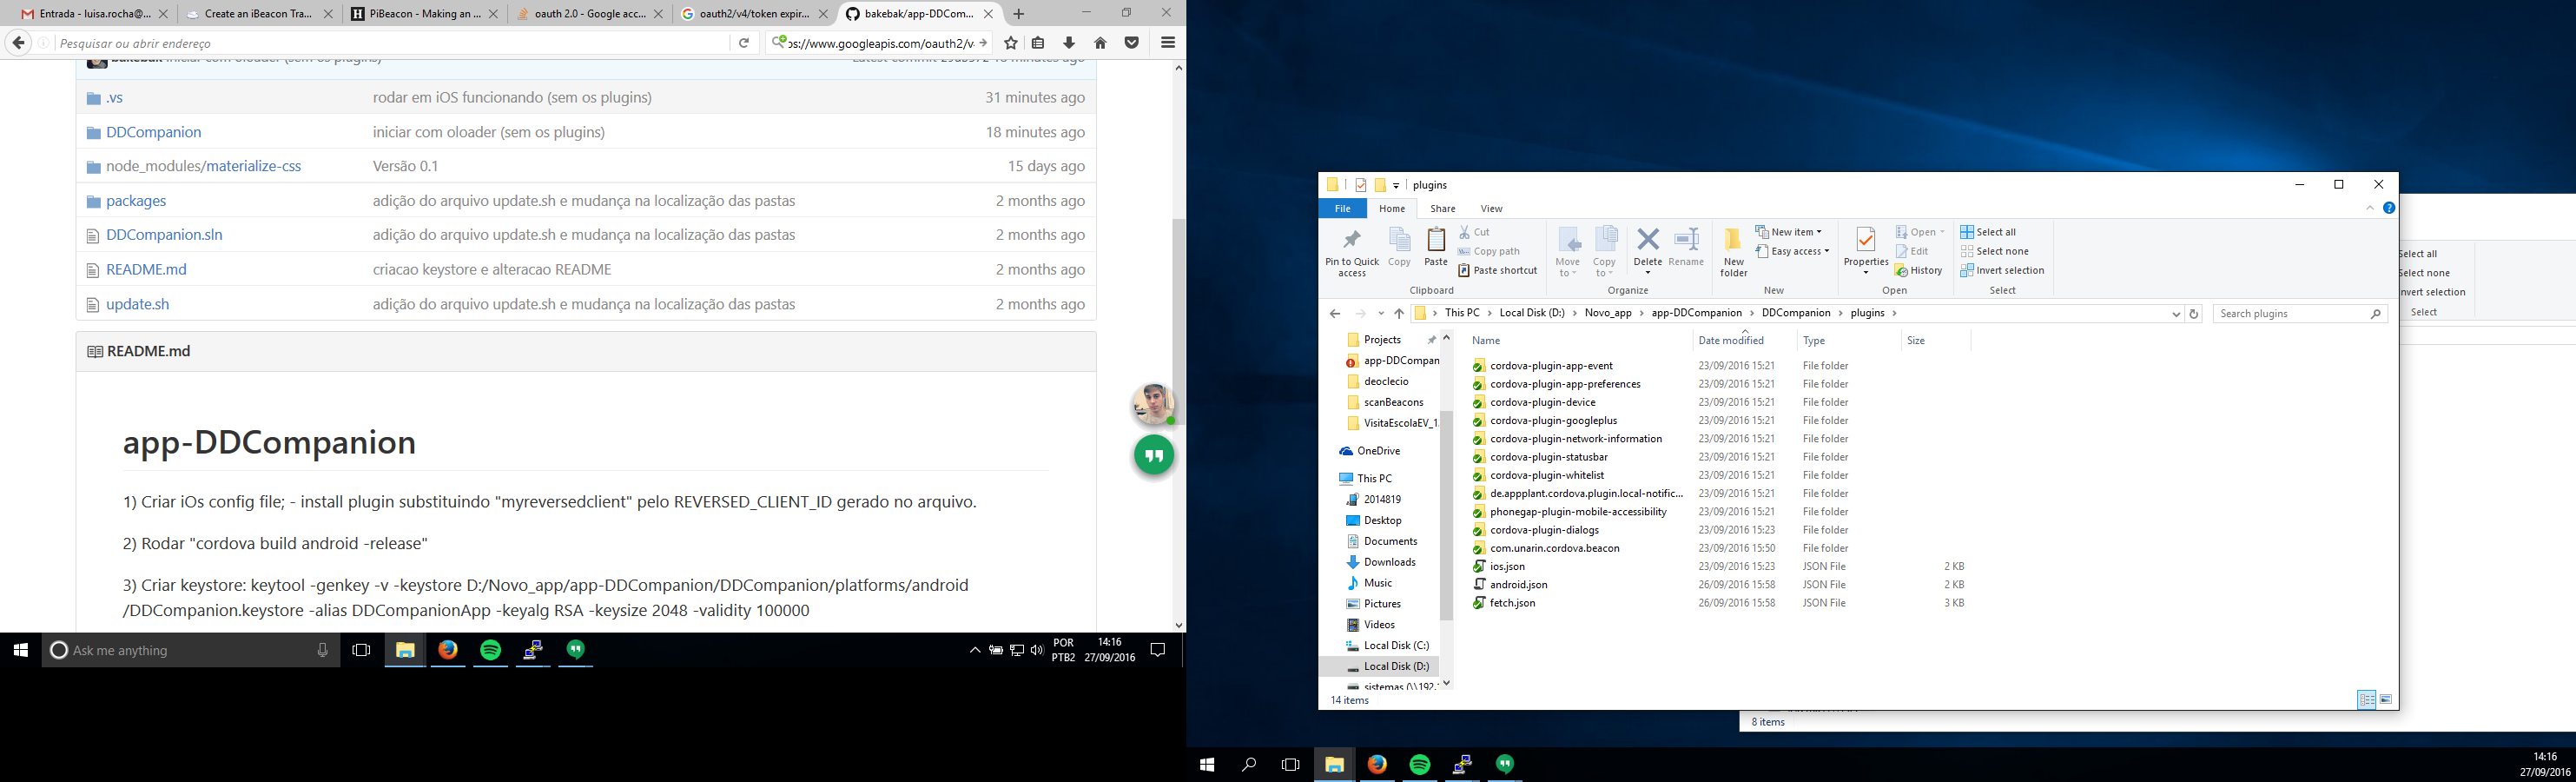 Entrada - luisa.rocha@...
Create an iBeacon Tra...
PiBeacon - Making an ...
oauth 2.0 - Google acc...
oauth2/v4/token expir...
bakebak/app-DDCom...
Pesquisar ou abrir endereço
os://www.googleapis.com/oauth2/v
.vs rodar em iOS funcionando (sem os plugins) 31 minutes ago
DDCompanion iniciar com oloader (sem os plugins) 18 minutes ago
node_modules/materialize-css Versão 0.1 15 days ago
packages adição do arquivo update.sh e mudança na localização das pastas 2 months ago
DDCompanion.sln adição do arquivo update.sh e mudança na localização das pastas 2 months ago
README.md criacao keystore e alteracao README 2 months ago
update.sh adição do arquivo update.sh e mudança na localização das pastas 2 months ago
README.md
app-DDCompanion
1) Criar iOs config file; - install plugin substituindo "myreversedclient" pelo REVERSED_CLIENT_ID gerado no arquivo.
2) Rodar "cordova build android -release"
3) Criar keystore: keytool -genkey -v -keystore D:/Novo_app/app-DDCompanion/DDCompanion/platforms/android
/DDCompanion.keystore -alias DDCompanionApp -keyalg RSA -keysize 2048 -validity 100000
Ask me anything
POR
PTB2
14:16
27/09/2016
plugins
File Home Share View
Pin to Quick access
Copy
Paste
Cut
Copy path
Paste shortcut
Clipboard
Move to
Copy to
Delete
Rename
Organize
New folder
New item
Easy access
New
Properties
Open
Edit
History
Open
Select all
Select none
Invert selection
Select
This PC > Local Disk (D:) > Novo_app > app-DDCompanion > DDCompanion > plugins >
Search plugins
Projects
app-DDCompan
deoclecio
scanBeacons
VisitaEscolaEV_1.
OneDrive
This PC
2014819
Desktop
Documents
Downloads
Music
Pictures
Videos
Local Disk (C:)
Local Disk (D:)
sistemas (\\192.1
Name Date modified Type Size
cordova-plugin-app-event 23/09/2016 15:21 File folder
cordova-plugin-app-preferences 23/09/2016 15:21 File folder
cordova-plugin-device 23/09/2016 15:21 File folder
cordova-plugin-googleplus 23/09/2016 15:21 File folder
cordova-plugin-network-information 23/09/2016 15:21 File folder
cordova-plugin-statusbar 23/09/2016 15:21 File folder
cordova-plugin-whitelist 23/09/2016 15:21 File folder
de.appplant.cordova.plugin.local-notific... 23/09/2016 15:21 File folder
phonegap-plugin-mobile-accessibility 23/09/2016 15:21 File folder
cordova-plugin-dialogs 23/09/2016 15:23 File folder
com.unarin.cordova.beacon 23/09/2016 15:50 File folder
ios.json 23/09/2016 15:23 JSON File 2 KB
android.json 26/09/2016 15:58 JSON File 2 KB
fetch.json 26/09/2016 15:58 JSON File 3 KB
14 items
Select all
Select none
nvert selection
Select
8 items
14:16
27/09/2016